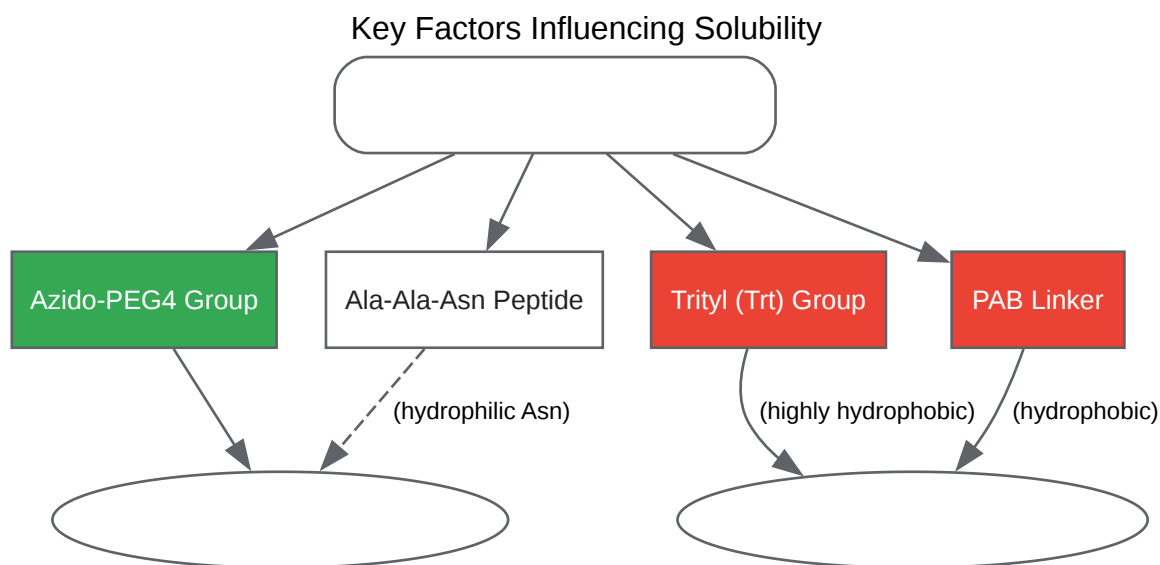 Key Factors Influencing Solubility
Azido-PEG4 Group
Ala-Ala-Asn Peptide
Trityl (Trt) Group
PAB Linker
(hydrophilic Asn)
(highly hydrophobic)
(hydrophobic)